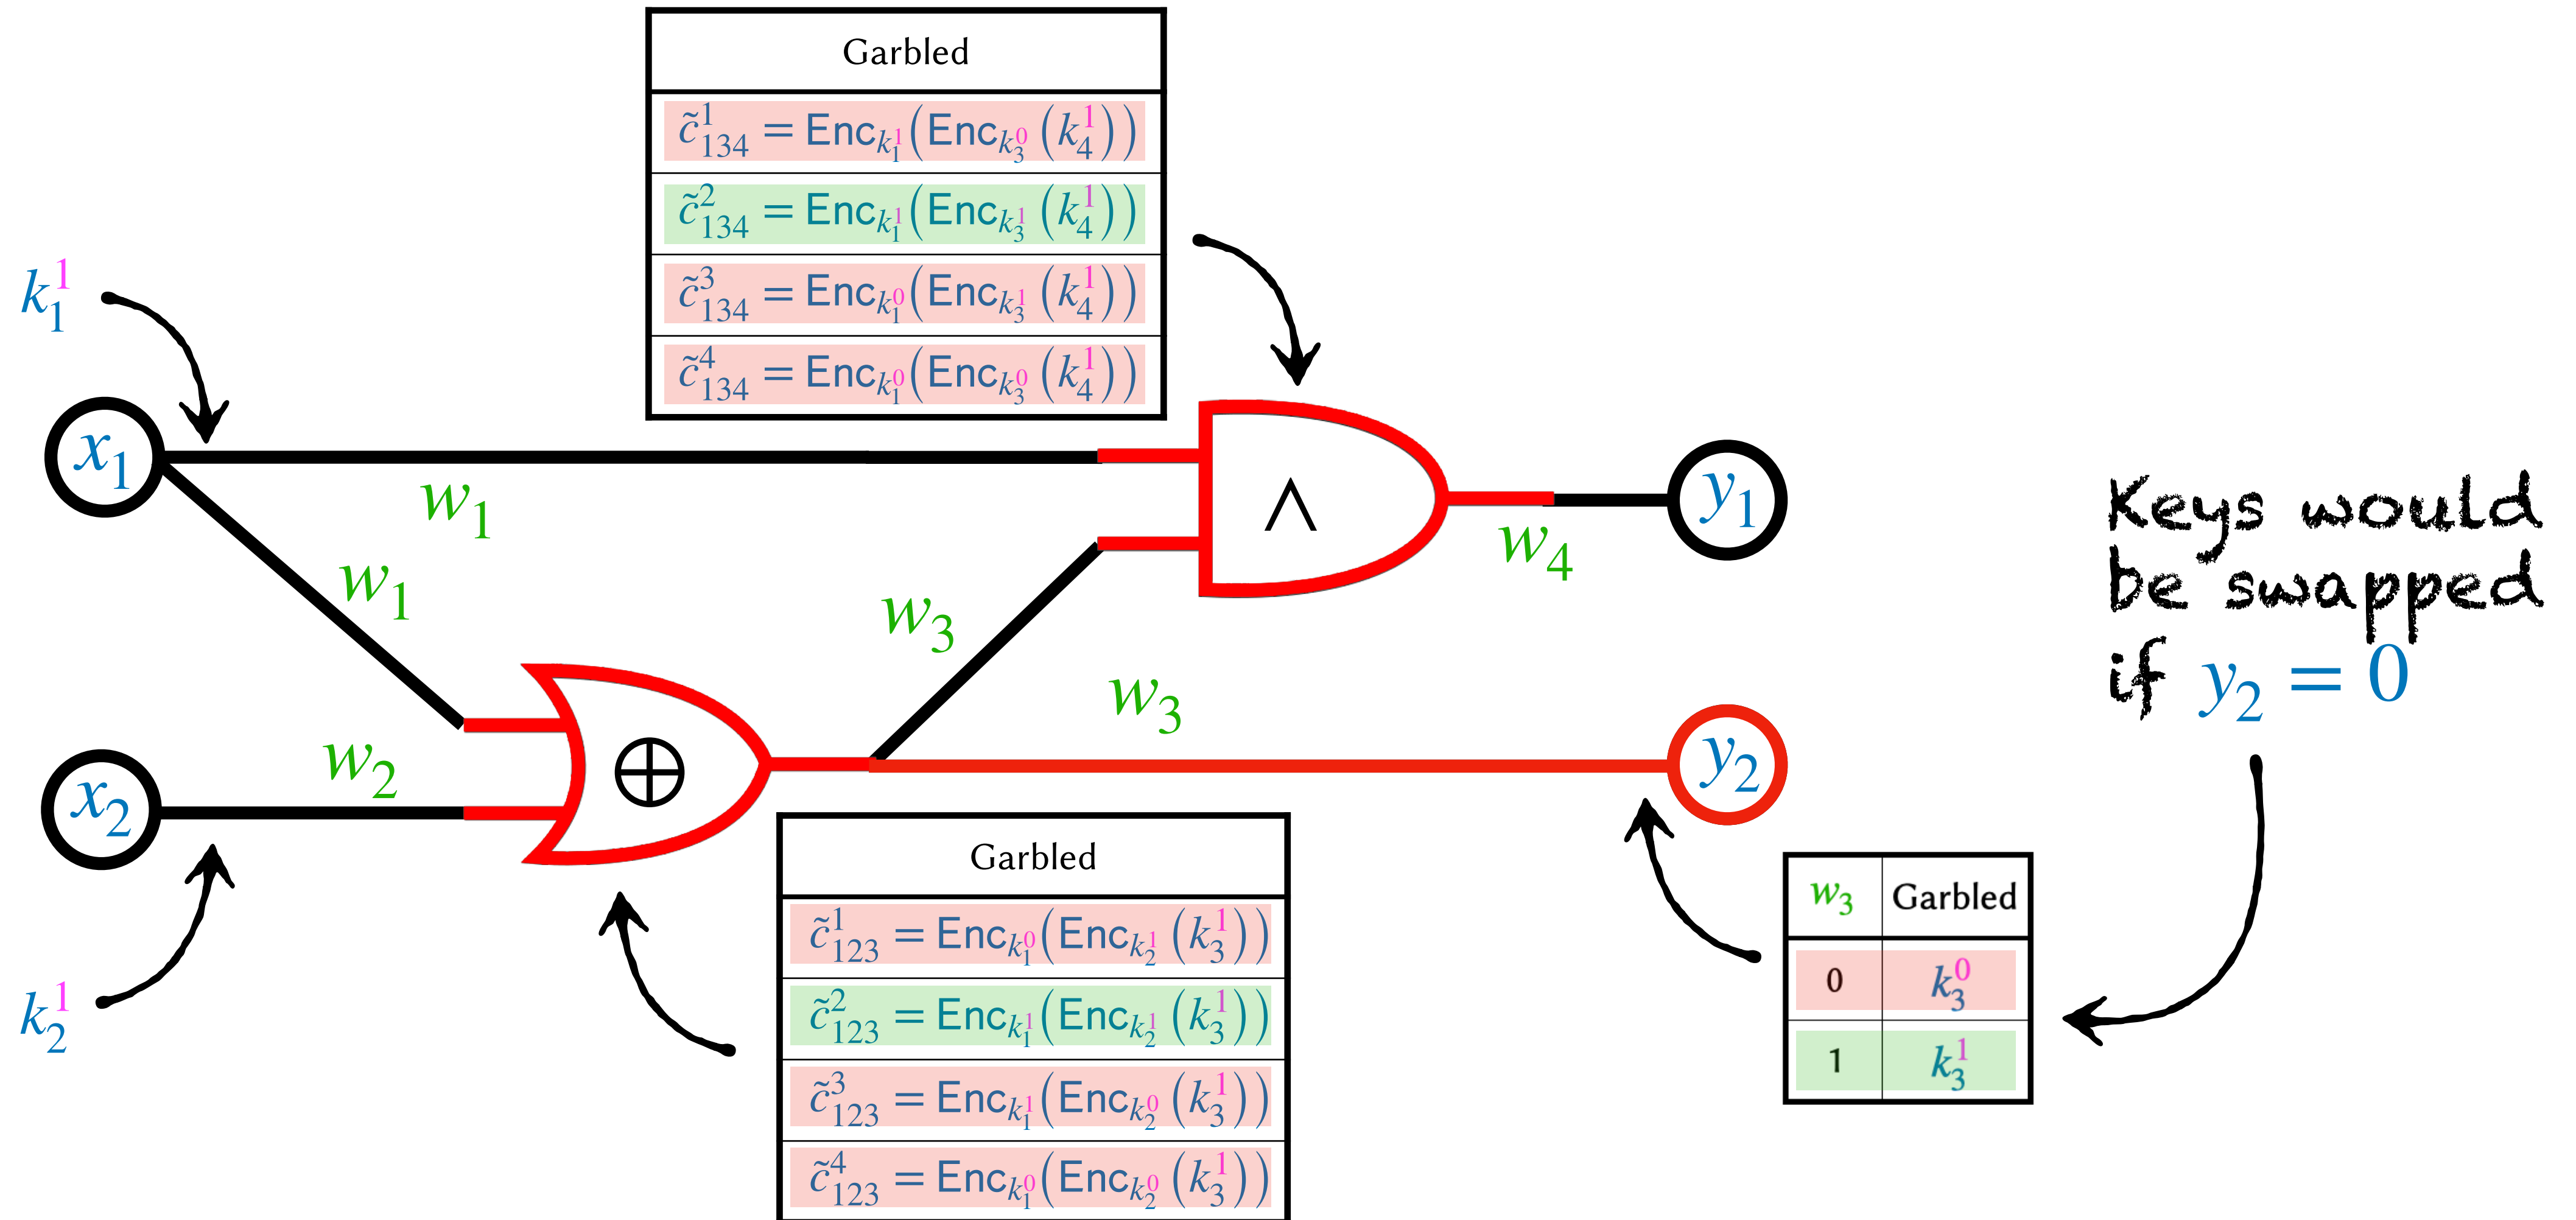 Garbled
c̃¹₁₃₄ = Enc_{k₁¹}(Enc_{k₃⁰}(k₄¹))
c̃²₁₃₄ = Enc_{k₁¹}(Enc_{k₃¹}(k₄¹))
c̃³₁₃₄ = Enc_{k₁⁰}(Enc_{k₃¹}(k₄¹))
c̃⁴₁₃₄ = Enc_{k₁⁰}(Enc_{k₃⁰}(k₄¹))
k₁¹
x₁
w₁
w₁
∧
w₄
y₁
w₃
w₃
x₂
w₂
⊕
y₂
k₂¹
Keys would
be swapped
if y₂ = 0
Garbled
c̃¹₁₂₃ = Enc_{k₁⁰}(Enc_{k₂¹}(k₃¹))
c̃²₁₂₃ = Enc_{k₁¹}(Enc_{k₂¹}(k₃¹))
c̃³₁₂₃ = Enc_{k₁¹}(Enc_{k₂⁰}(k₃¹))
c̃⁴₁₂₃ = Enc_{k₁⁰}(Enc_{k₂⁰}(k₃¹))
w₃ Garbled
0 k₃⁰
1 k₃¹